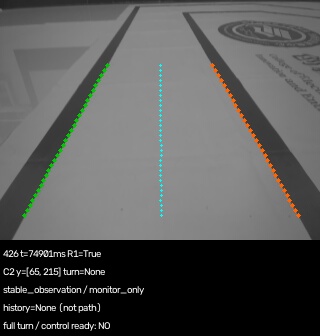 426 t=74901ms R1=True
C2 y=[65, 215] turn=None
stable_observation / monitor_only
history=None (not path)
full turn / control ready: NO